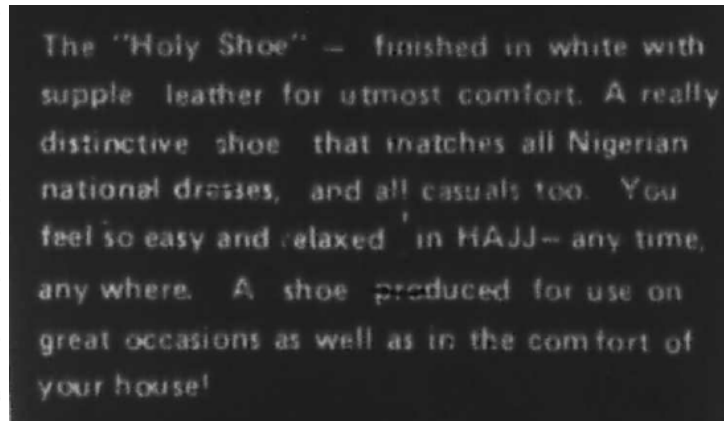 The "Holy Shoe" – finished in white with
supple leather for utmost comfort. A really
distinctive shoe that matches all Nigerian
national dresses, and all casuals too. You
feel so easy and relaxed in HAJJ– any time,
any where. A shoe produced for use on
great occasions as well as in the comfort of
your house!